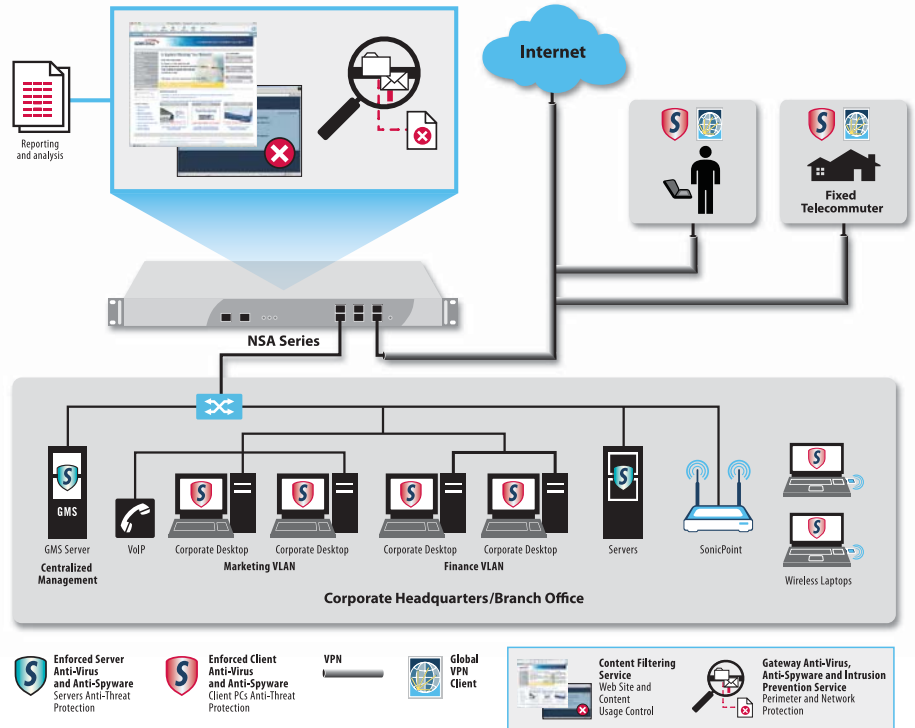 Internet
Reporting
and analysis
Fixed
Telecommuter
NSA Series
GMS
GMS Server
Centralized
Management
VoIP
Corporate Desktop
Corporate Desktop
Marketing VLAN
Corporate Desktop
Corporate Desktop
Finance VLAN
Servers
SonicPoint
Wireless Laptops
Corporate Headquarters/Branch Office
Enforced Server
Anti-Virus
and Anti-Spyware
Servers Anti-Threat
Protection
Enforced Client
Anti-Virus
and Anti-Spyware
Client PCs Anti-Threat
Protection
VPN
Global
VPN
Client
Content Filtering
Service
Web Site and
Content
Usage Control
Gateway Anti-Virus,
Anti-Spyware and Intrusion
Prevention Service
Perimeter and Network
Protection